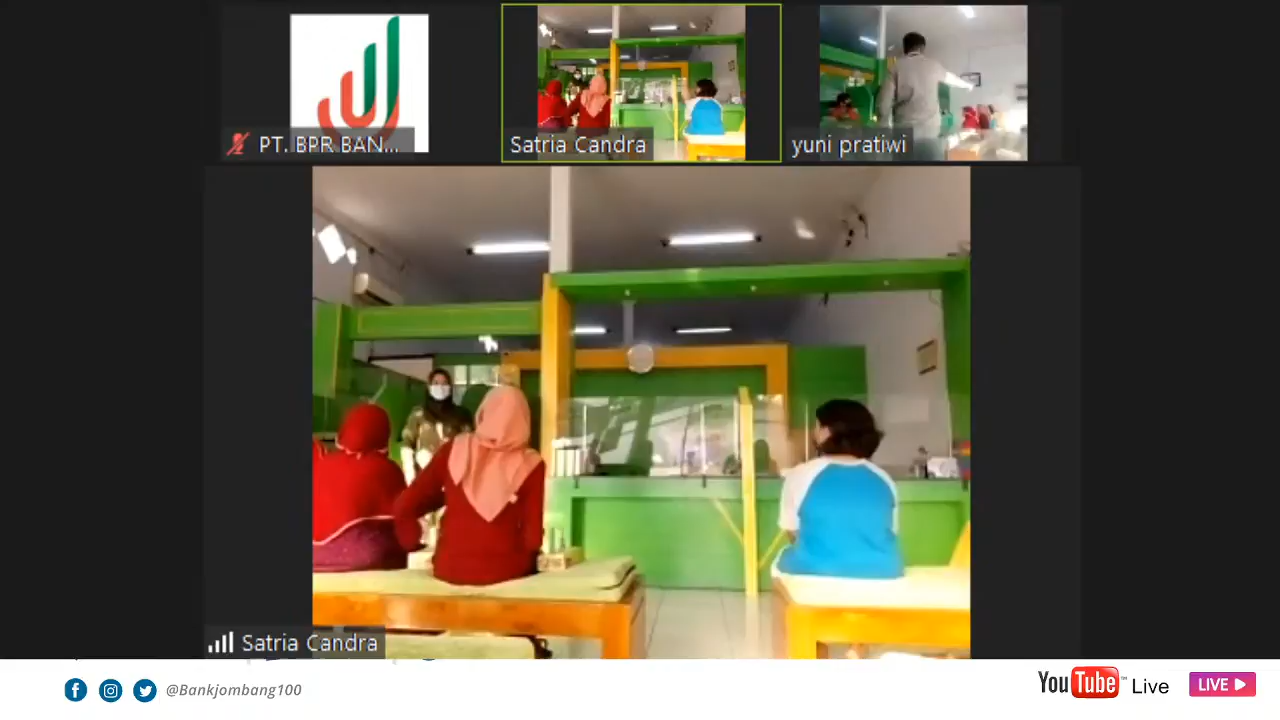 PT. BPR BAN...
Satria Candra
yuni pratiwi
Satria Candra
@Bankjombang100
YouTube Live
LIVE